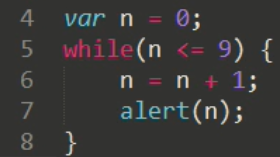 4 var n = 0;
5 while(n <= 9) {
6 n = n + 1;
7 alert(n);
8 }